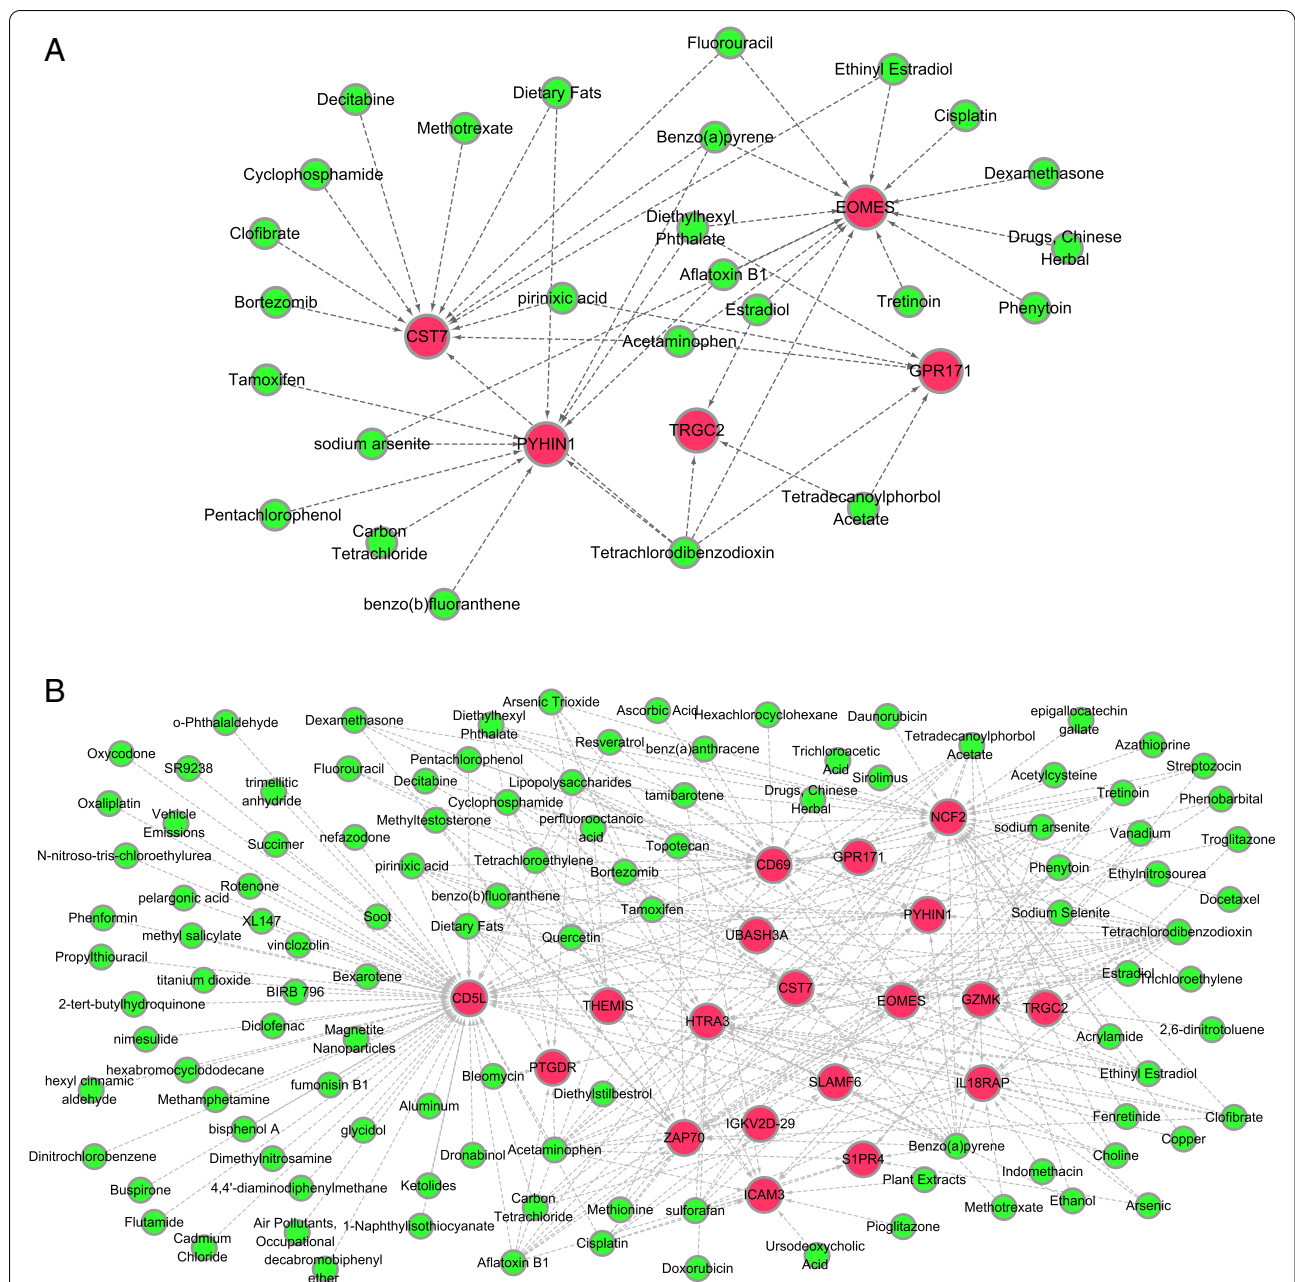 A
Fluorouracil
Ethinyl Estradiol
Decitabine
Dietary Fats
Methotrexate
Benzo(a)pyrene
Cisplatin
Cyclophosphamide
Dexamethasone
EOMES
Diethylhexyl
Phthalate
Clofibrate
Drugs, Chinese
Herbal
Aflatoxin B1
Bortezomib
pirinixic acid
Estradiol
Tretinoin
Phenytoin
CST7
Acetaminophen
GPR171
Tamoxifen
TRGC2
sodium arsenite
PYHIN1
Tetradecanoylphorbol
Acetate
Pentachlorophenol
Carbon
Tetrachloride
Tetrachlorodibenzodioxin
benzo(b)fluoranthene
B
o-Phthalaldehyde
Dexamethasone
Diethylhexyl
Phthalate
Arsenic Trioxide
Ascorbic Acid
Hexachlorocyclohexane
Daunorubicin
epigallocatechin
gallate
Oxycodone
SR9238
Fluorouracil
Pentachlorophenol
Resveratrol
benz(a)anthracene
Trichloroacetic
Acid
Tetradecanoylphorbol
Acetate
Azathioprine
trimellitic
anhydride
Decitabine
Lipopolysaccharides
Sirolimus
Acetylcysteine
Streptozocin
Oxaliplatin
Vehicle
Emissions
Cyclophosphamide
tamibarotene
Drugs, Chinese
Herbal
Tretinoin
Phenobarbital
Methyltestosterone
perfluorooctanoic
acid
NCF2
sodium arsenite
Vanadium
Troglitazone
N-nitroso-tris-chloroethylurea
Succimer
nefazodone
Topotecan
pirinixic acid
Tetrachloroethylene
Bortezomib
CD69
GPR171
Phenytoin
Ethylnitrosourea
pelargonic acid
Rotenone
benzo(b)fluoranthene
Tamoxifen
PYHIN1
Sodium Selenite
Docetaxel
Phenformin
XL147
Soot
Dietary Fats
Quercetin
UBASH3A
Tetrachlorodibenzodioxin
methyl salicylate
vinclozolin
Propylthiouracil
titanium dioxide
BIRB 796
Bexarotene
CD5L
THEMIS
HTRA3
CST7
EOMES
GZMK
TRGC2
Estradiol
Trichloroethylene
2-tert-butylhydroquinone
Diclofenac
Magnetite
Nanoparticles
Acrylamide
2,6-dinitrotoluene
nimesulide
hexabromocyclododecane
fumonisin B1
Bleomycin
PTGDR
Diethylstilbestrol
SLAMF6
IL18RAP
Ethinyl Estradiol
hexyl cinnamic
aldehyde
Methamphetamine
Aluminum
IGKV2D-29
Fenretinide
Clofibrate
bisphenol A
glycidol
ZAP70
Benzo(a)pyrene
Copper
Dinitrochlorobenzene
Dimethylnitrosamine
Dronabinol
Acetaminophen
S1PR4
Choline
Buspirone
4,4'-diaminodiphenylmethane
Ketolides
Plant Extracts
Indomethacin
Flutamide
Air Pollutants,
Occupational
1-Naphthylisothiocyanate
Carbon
Tetrachloride
Methionine
sulforafan
ICAM3
Methotrexate
Ethanol
Arsenic
Cadmium
Chloride
decabromobiphenyl
ether
Aflatoxin B1
Cisplatin
Doxorubicin
Ursodeoxycholic
Acid
Pioglitazone